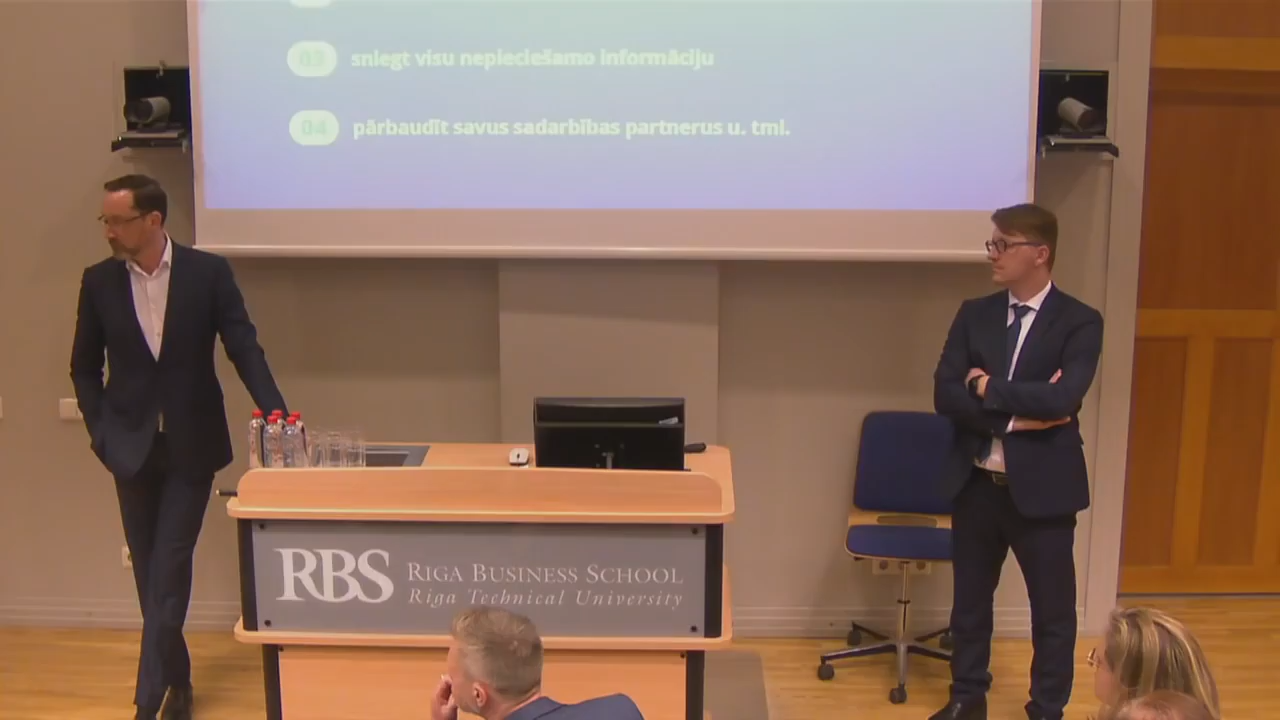 03 sniegt visu nepieciešamo informāciju
04 pārbaudīt savus sadarbības partnerus u. tml.
RBS RIGA BUSINESS SCHOOL
Riga Technical University